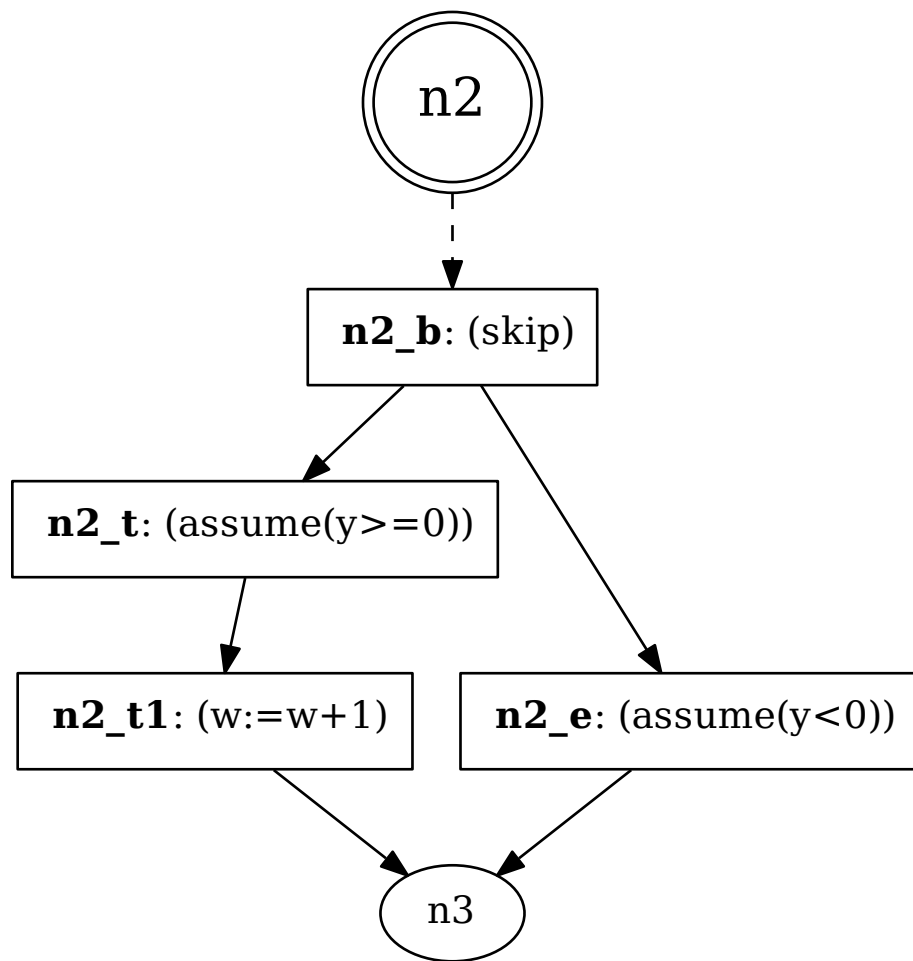 n2
n2_b: (skip)
n2_t: (assume(y>=0))
n2_t1: (w:=w+1)
n2_e: (assume(y<0))
n3